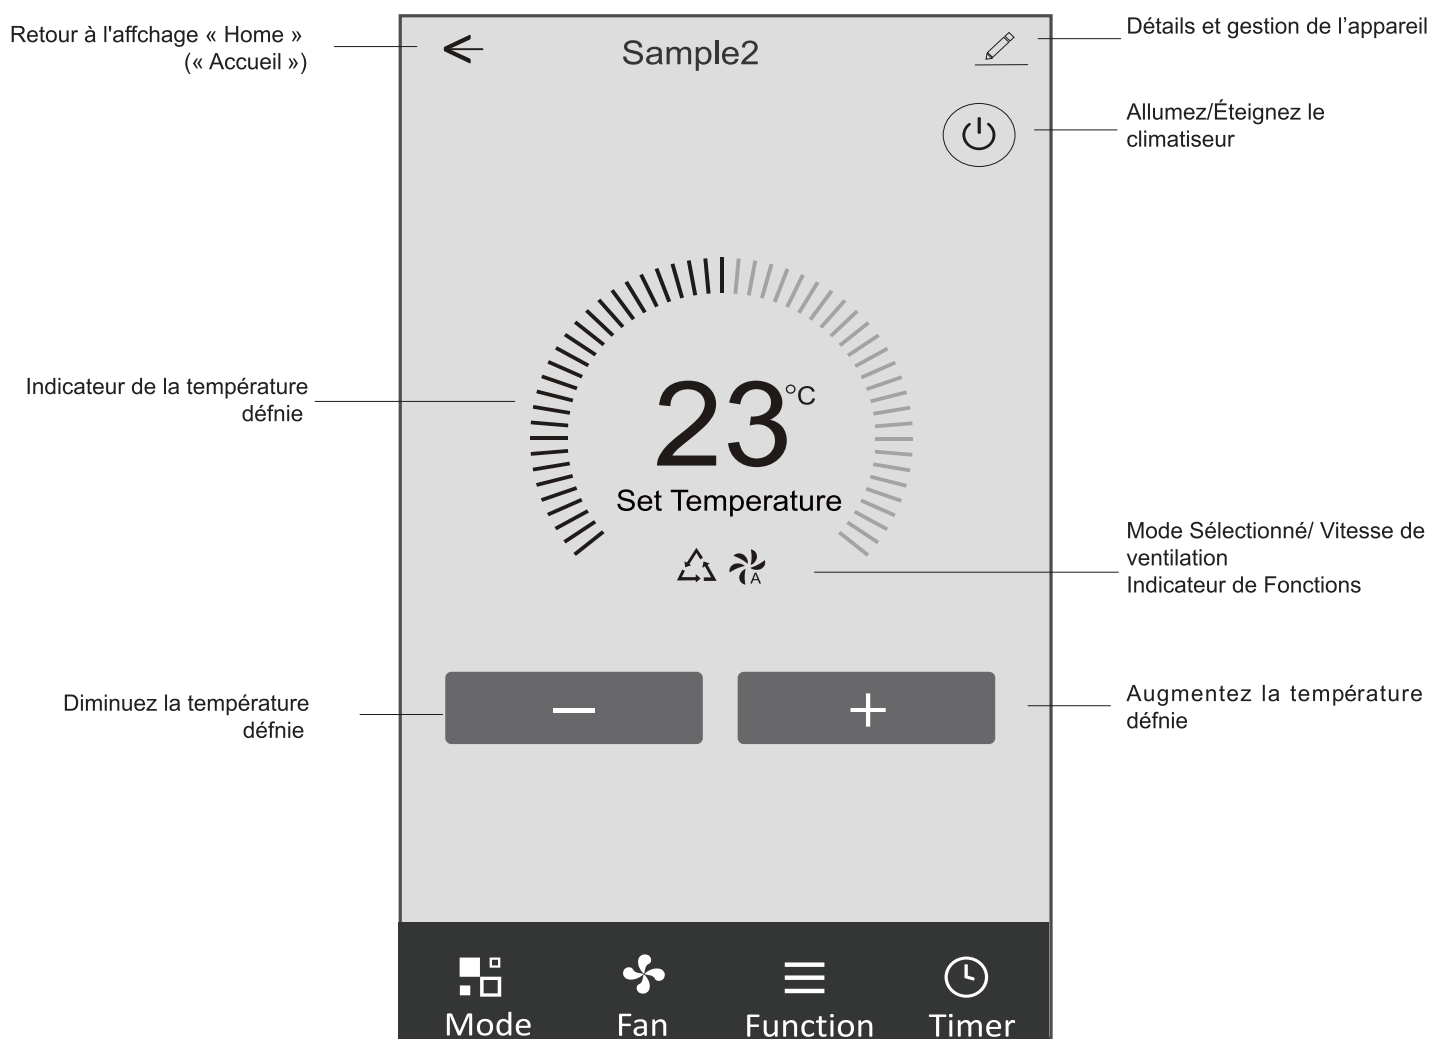 Retour à l'affchage « Home »
(« Accueil »)
Sample2
Détails et gestion de l'appareil
Allumez/Éteignez le
climatiseur
Indicateur de la température
défnie
23 °C
Set Temperature
A
Mode Sélectionné/ Vitesse de
ventilation
Indicateur de Fonctions
Diminuez la température
défnie
Augmentez la température
défnie
Mode Fan Function Timer